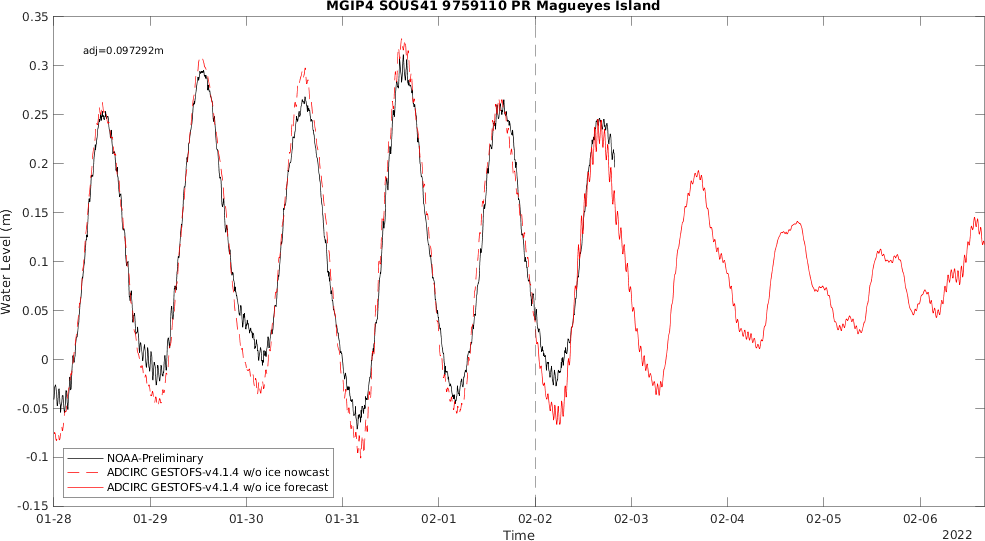 MGIP4 SOUS41 9759110 PR Magueyes Island
adj=0.097292m
Water Level (m)
0.35
0.3
0.25
0.2
0.15
0.1
0.05
0
-0.05
-0.1
-0.15
NOAA-Preliminary
ADCIRC GESTOFS-v4.1.4 w/o ice nowcast
ADCIRC GESTOFS-v4.1.4 w/o ice forecast
01-28 01-29 01-30 01-31 02-01 02-02 02-03 02-04 02-05 02-06
Time
2022